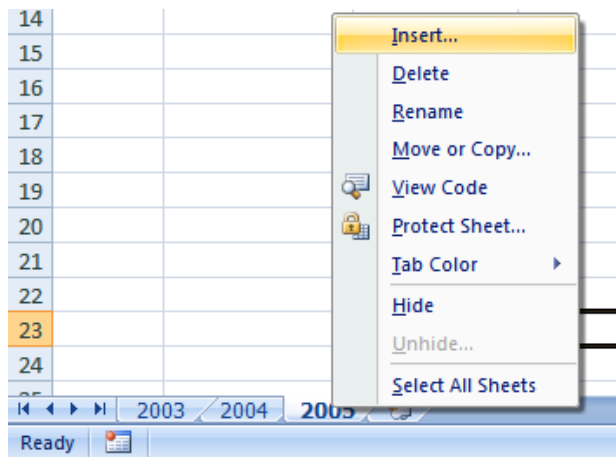 14
Insert...
15
Delete
16
Rename
17
Move or Copy...
18
View Code
19
Protect Sheet...
20
Tab Color
21
22
Hide
23
Unhide...
24
Select All Sheets
2003 2004 2005
Ready